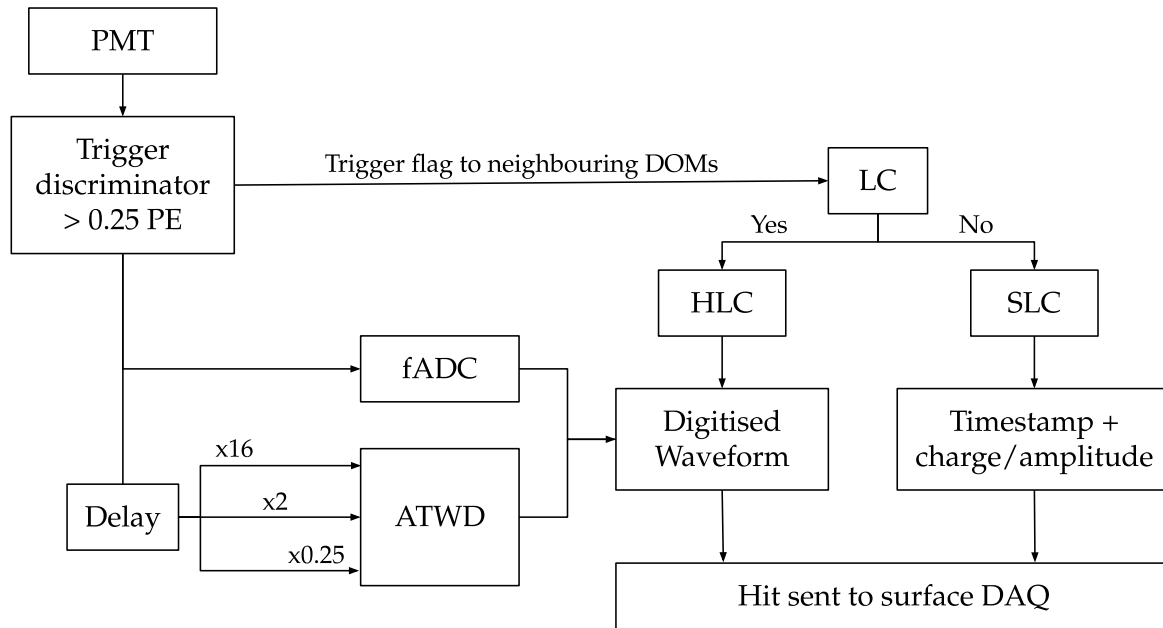 PMT
Trigger
discriminator
> 0.25 PE
Trigger flag to neighbouring DOMs
LC
Yes
No
HLC
SLC
fADC
Digitised
Waveform
Timestamp +
charge/amplitude
x16
x2
x0.25
Delay
ATWD
Hit sent to surface DAQ